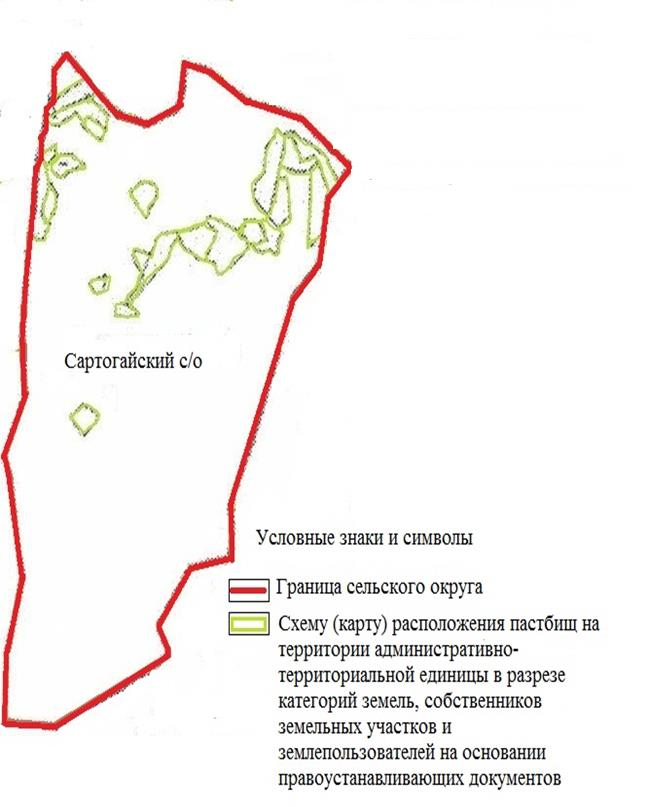 Сартогайский с/о
Условные знаки и символы
Граница сельского округа
Схему (карту) расположения пастбищ на
территории административно-
территориальной единицы в разрезе
категорий земель, собственников
земельных участков и
землепользователей на основании
правоустанавливающих документов